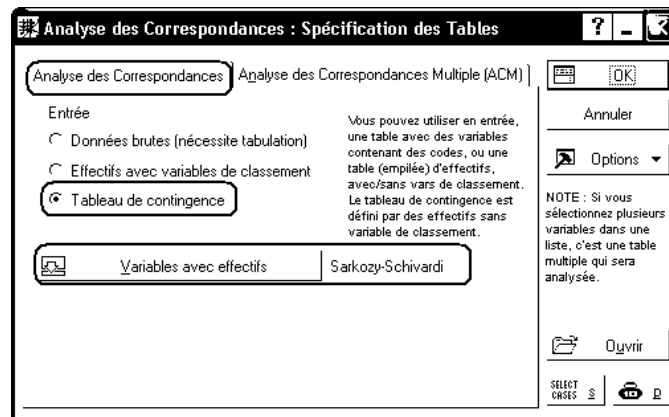 Analyse des Correspondances : Spécification des Tables
Analyse des Correspondances
Analyse des Correspondances Multiple (ACM)
Entrée
Données brutes (nécessite tabulation)
Effectifs avec variables de classement
Tableau de contingence
Vous pouvez utiliser en entrée,
une table avec des variables
contenant des codes, ou une
table (empilée) d'effectifs,
avec/sans vars de classement.
Le tableau de contingence est
défini par des effectifs sans
variable de classement.
Variables avec effectifs
Sarkozy-Schivardi
OK
Annuler
Options
NOTE : Si vous
sélectionnez plusieurs
variables dans une
liste, c'est une table
multiple qui sera
analysée.
Ouvrir
SELECT
CASES
S
D